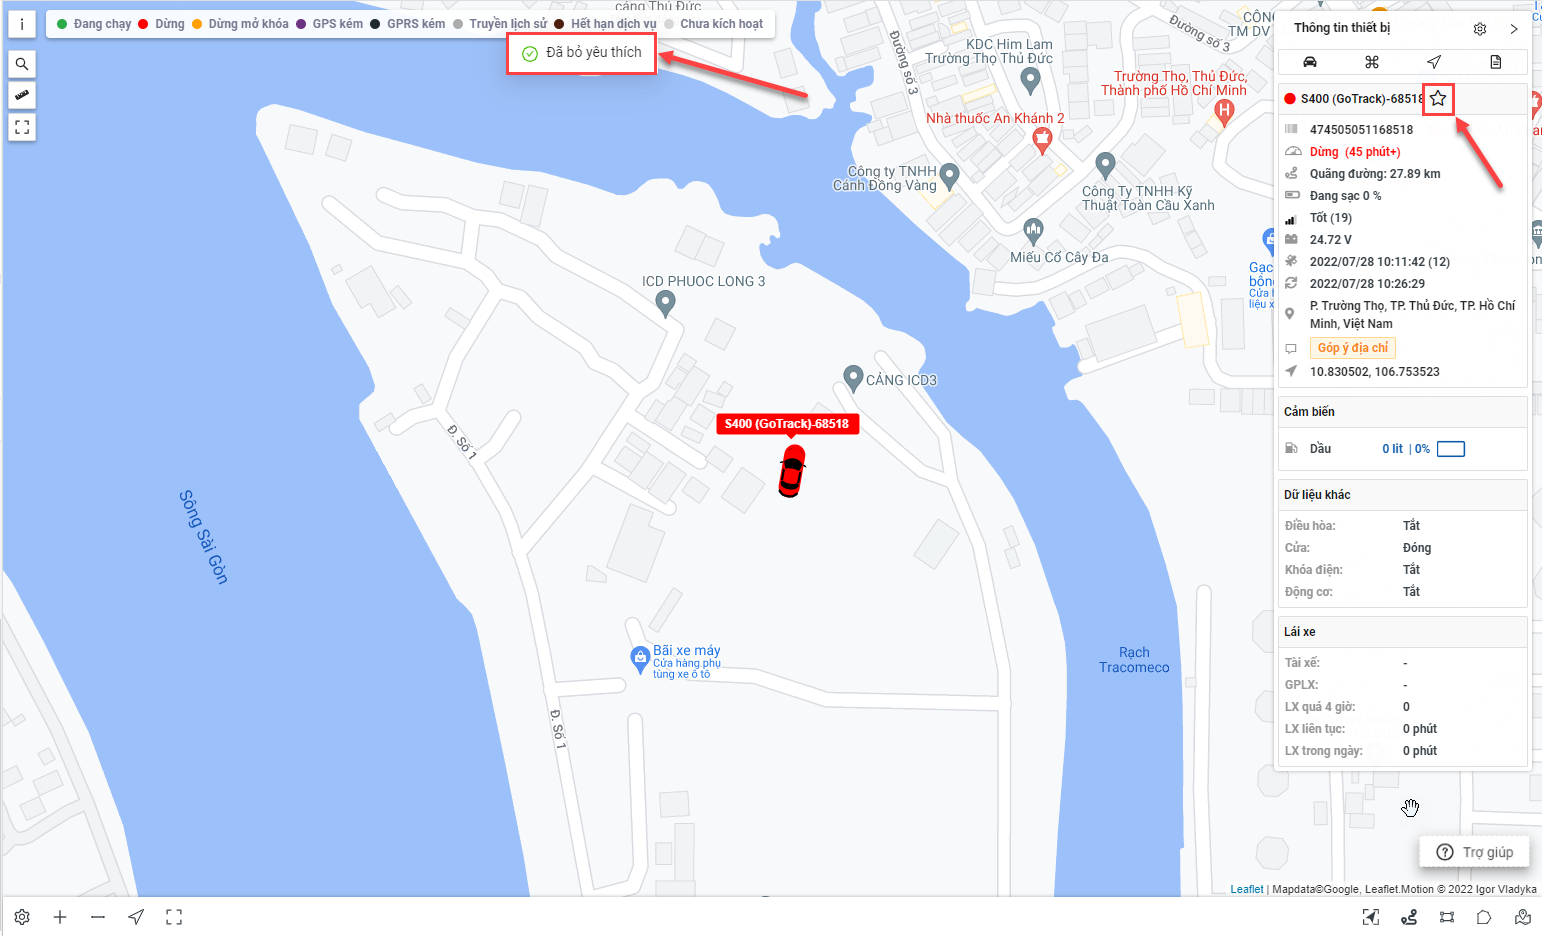 cảng Thủ Đức
i
Đang chạy
Dừng
Dừng mở khóa
GPS kém
GPRS kém
Truyền lịch sử
Hết hạn dịch vụ
Chưa kích hoạt
Đã bỏ yêu thích
Đường số 3
Đường số 3
KDC Him Lam
Trường Thọ Thủ Đức
CÔNG
TM DV
Trường Thọ, Thủ Đức,
Thành phố Hồ Chí Minh
H
Nhà thuốc An Khánh 2
Công ty TNHH
Cánh Đồng Vàng
Công Ty TNHH Kỹ
Thuật Toàn Cầu Xanh
Miếu Cổ Cây Đa
Gạc
bông
Cửa h
liệu x
ICD PHUOC LONG 3
CẢNG ICD3
S400 (GoTrack)-68518
Đ. Số 1
Sông Sài Gòn
Bãi xe máy
Cửa hàng phụ
tùng xe ô tô
Đ. Số 1
Rạch
Tracomeco
Thông tin thiết bị
S400 (GoTrack)-68518
474505051168518
Dừng (45 phút+)
Quãng đường: 27.89 km
Đang sạc 0 %
Tốt (19)
24.72 V
2022/07/28 10:11:42 (12)
2022/07/28 10:26:29
P. Trường Thọ, TP. Thủ Đức, TP. Hồ Chí
Minh, Việt Nam
Góp ý địa chỉ
10.830502, 106.753523
Cảm biến
Dầu 0 lit | 0%
Dữ liệu khác
Điều hòa: Tắt
Cửa: Đóng
Khóa điện: Tắt
Động cơ: Tắt
Lái xe
Tài xế: -
GPLX: -
LX quá 4 giờ: 0
LX liên tục: 0 phút
LX trong ngày: 0 phút
Trợ giúp
Leaflet | Mapdata©Google, Leaflet.Motion © 2022 Igor Vladyka